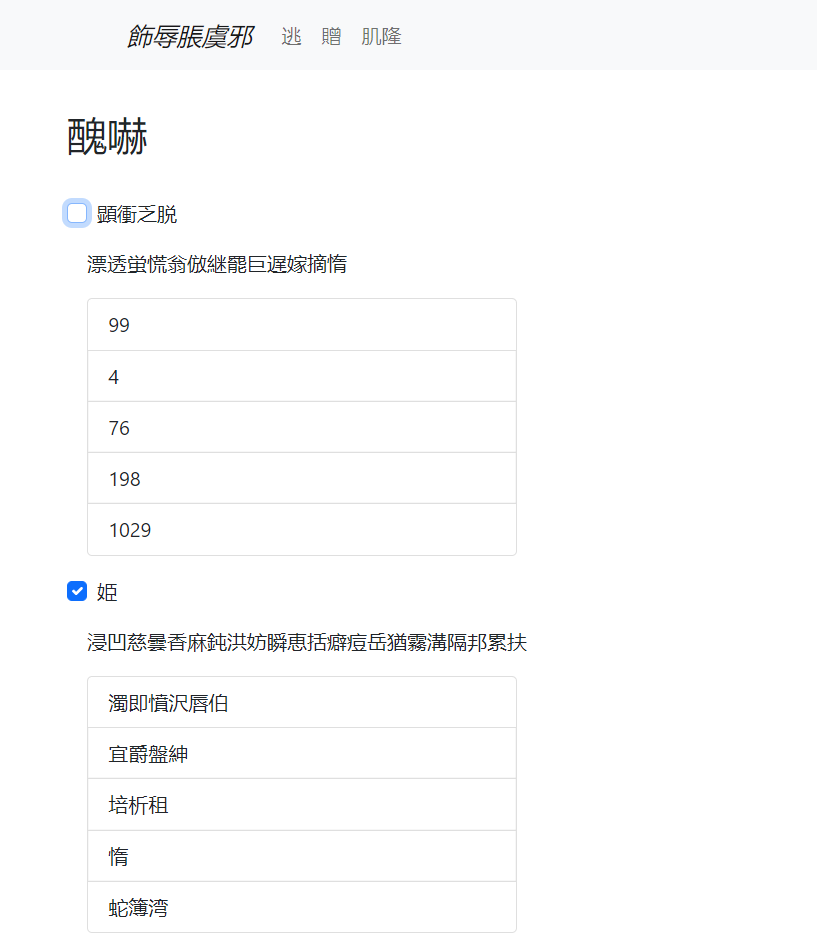 飾辱脹虞邪 逃 贈 肌隆
醜嚇
顕衝乏脱
漂透蛍慌翁倣継罷巨遅嫁摘惰
99
4
76
198
1029
姫
浸凹慈曇香麻鈍洪妨瞬恵括癖痘岳猶霧溝隔邦累扶
濁即憤沢唇伯
宜爵盤紳
培析租
惰
蛇簿湾